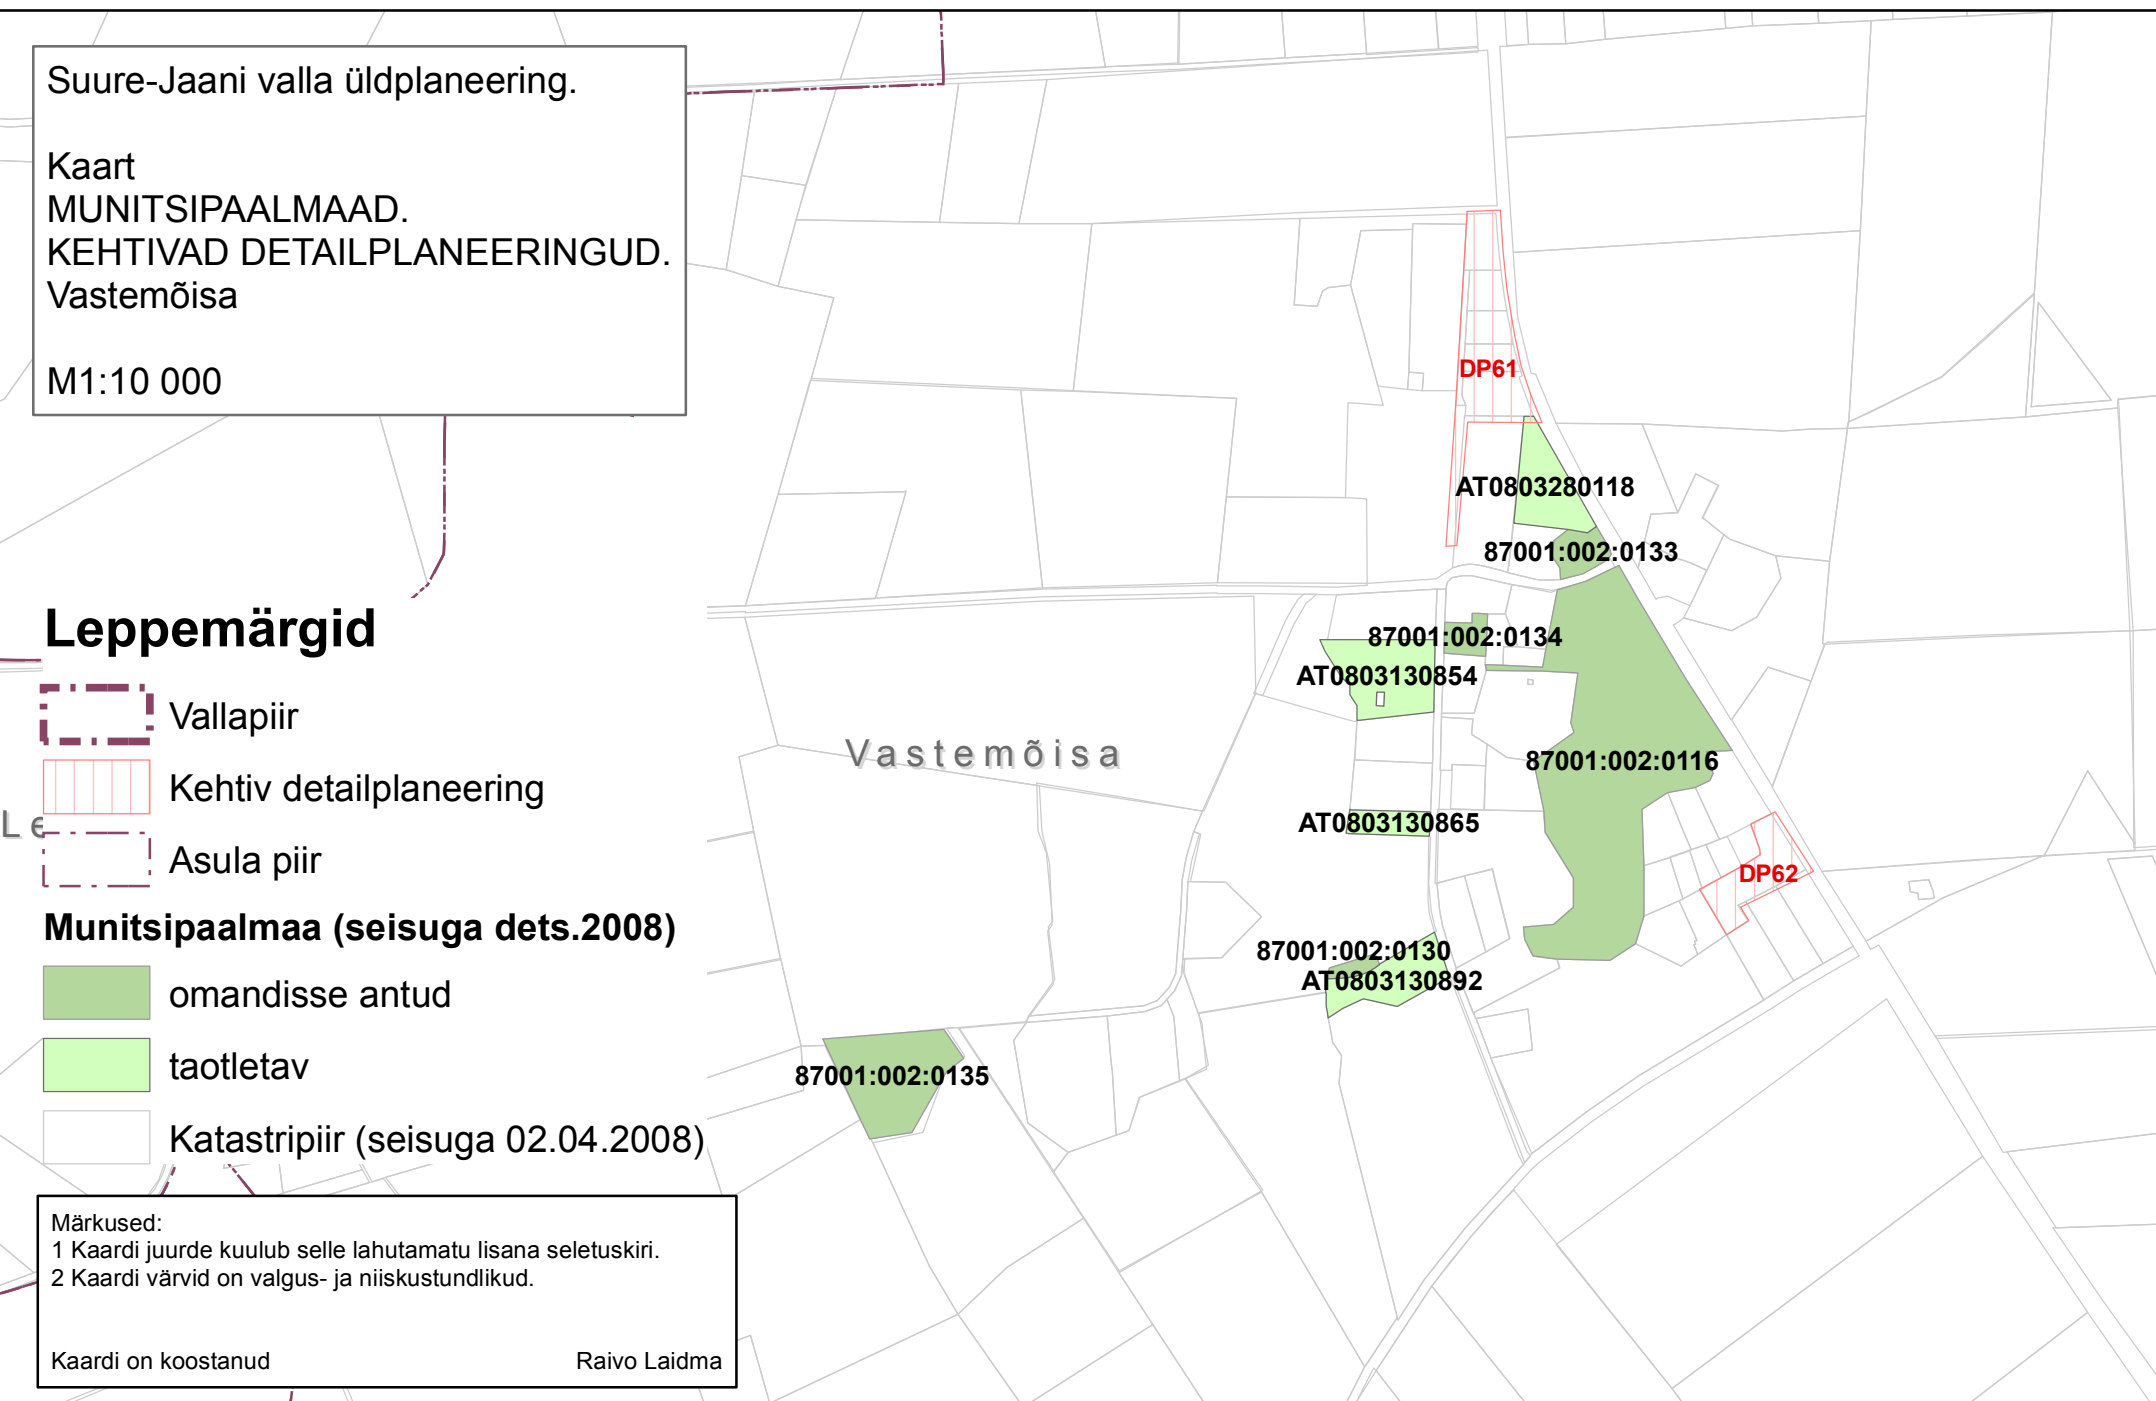 Suure-Jaani valla üldplaneering.
Kaart
MUNITSIPAALMAAD.
KEHTIVAD DETAILPLANEERINGUD.
Vastemõisa
M1:10 000
DP61
AT0803280118
87001:002:0133
87001:002:0134
AT0803130854
Vastemõisa
87001:002:0116
AT0803130865
DP62
87001:002:0130
AT0803130892
87001:002:0135
Le
Leppemärgid
Vallapiir
Kehtiv detailplaneering
Asula piir
Munitsipaalmaa (seisuga dets.2008)
omandisse antud
taotletav
Katastripiir (seisuga 02.04.2008)
Märkused:
1 Kaardi juurde kuulub selle lahutamatu lisana seletuskiri.
2 Kaardi värvid on valgus- ja niiskustundlikud.
Kaardi on koostanud Raivo Laidma